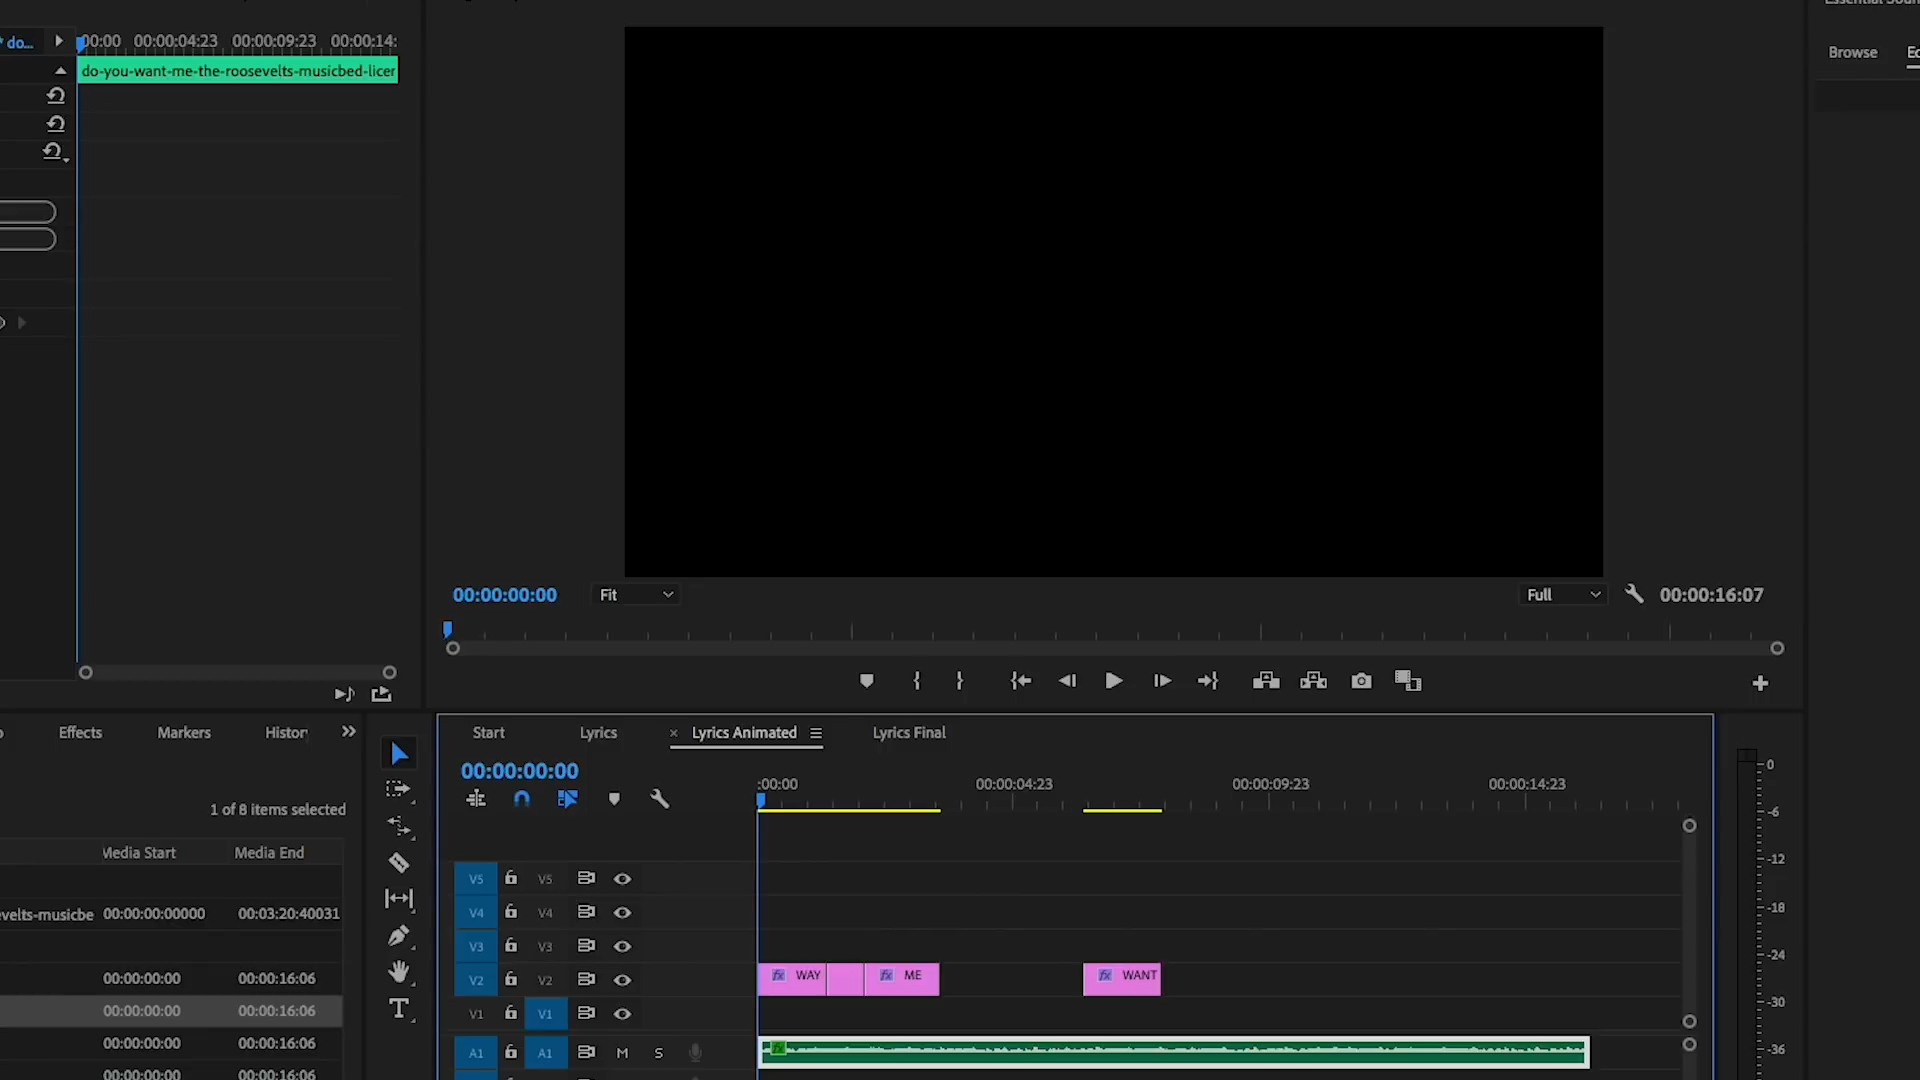 do...
00:00
00:00:04:23
00:00:09:23
00:00:14:
do-you-want-me-the-roosevelts-musicbed-licer
Browse
00:00:00:00
Fit
Full
00:00:16:07
Effects
Markers
Histor
1 of 8 items selected
Media Start
Media End
evelts-musicbe
00:00:00:00000
00:03:20:40031
00:00:00:00
00:00:16:06
00:00:00:00
00:00:16:06
00:00:00:00
00:00:16:06
00:00:00:00
00:00:16:06
Start
Lyrics
Lyrics Animated
Lyrics Final
00:00:00:00
:00:00
00:00:04:23
00:00:09:23
00:00:14:23
V5 V5
V4 V4
V3 V3
V2 V2
fx WAY
fx ME
fx WANT
V1 V1
A1 A1 M S
fx
0
-6
-12
-18
-24
-30
-36